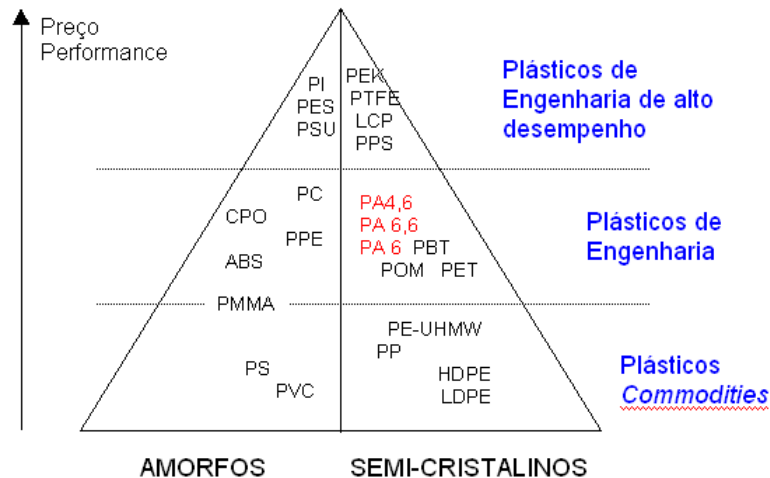 Preço
Performance
PI
PES
PSU
PEK
PTFE
LCP
PPS
Plásticos de
Engenharia de alto
desempenho
PC
CPO
PPE
ABS
PMMA
PA4,6
PA 6,6
PA 6 PBT
POM PET
Plásticos de
Engenharia
PS
PVC
PE-UHMW
PP
HDPE
LDPE
Plásticos
Commodities
AMORFOS
SEMI-CRISTALINOS